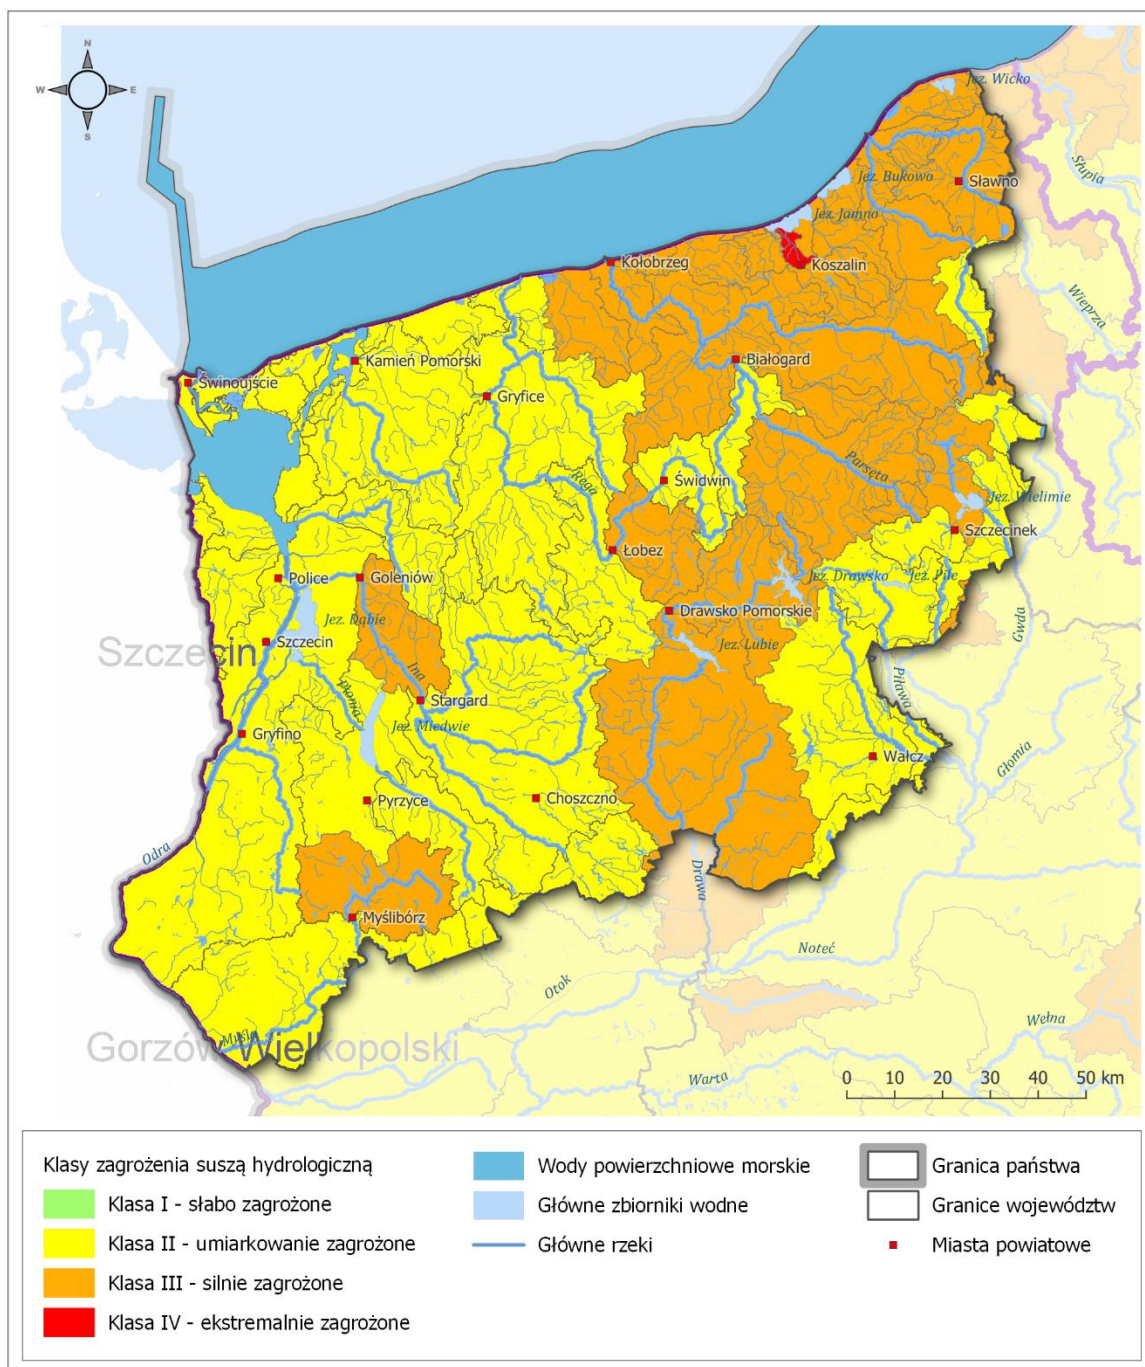 N
W
E
S
Jez. Wicko
Słupia
Jez. Bukowo
Sławno
Jez. Jamno
Koszalin
Kołobrzeg
Wieprza
Kamień Pomorski
Białogard
Świnoujście
Gryfice
Parsęta
Rega
Świdwin
Jez. Wielimie
Szczecinek
Łobez
Police
Goleniów
Jez. Drawsko
Jez. Pile
Jez. Dąbie
Drawsko Pomorskie
Gwda
Szczecin
Szczecin
Jez. Lubie
Ina
Płonia
Piława
Stargard
Jez. Miedwie
Gryfino
Wałcz
Głomia
Pyrzyce
Choszczno
Odra
Drawa
Myślibórz
Noteć
Otok
Wełna
Myśla
Gorzów Wielkopolski
Warta
0 10 20 30 40 50 km
Klasy zagrożenia suszą hydrologiczną
Klasa I - słabo zagrożone
Klasa II - umiarkowanie zagrożone
Klasa III - silnie zagrożone
Klasa IV - ekstremalnie zagrożone
Wody powierzchniowe morskie
Główne zbiorniki wodne
Główne rzeki
Granica państwa
Granice województw
Miasta powiatowe